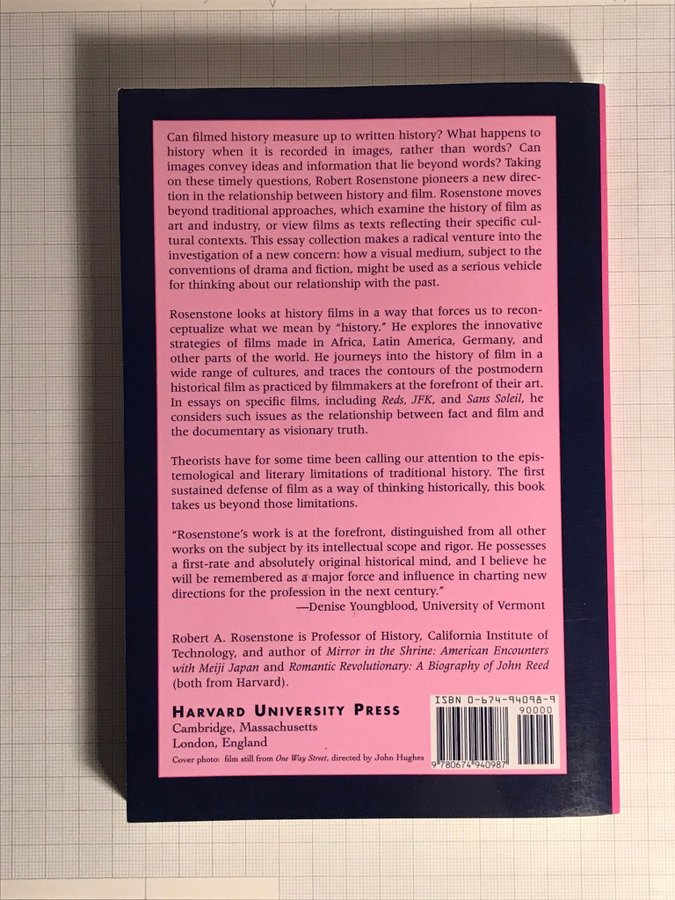 Can filmed history measure up to written history? What happens to
history when it is recorded in images, rather than words? Can
images convey ideas and information that lie beyond words? Taking
on these timely questions, Robert Rosenstone pioneers a new direc-
tion in the relationship between history and film. Rosenstone moves
beyond traditional approaches, which examine the history of film as
art and industry, or view films as texts reflecting their specific cul-
tural contexts. This essay collection makes a radical venture into the
investigation of a new concern: how a visual medium, subject to the
conventions of drama and fiction, might be used as a serious vehicle
for thinking about our relationship with the past.
Rosenstone looks at history films in a way that forces us to recon-
ceptualize what we mean by “history.” He explores the innovative
strategies of films made in Africa, Latin America, Germany, and
other parts of the world. He journeys into the history of film in a
wide range of cultures, and traces the contours of the postmodern
historical film as practiced by filmmakers at the forefront of their art.
In essays on specific films, including Reds, JFK, and Sans Soleil, he
considers such issues as the relationship between fact and film and
the documentary as visionary truth.
Theorists have for some time been calling our attention to the epis-
temological and literary limitations of traditional history. The first
sustained defense of film as a way of thinking historically, this book
takes us beyond those limitations.
“Rosenstone’s work is at the forefront, distinguished from all other
works on the subject by its intellectual scope and rigor. He possesses
a first-rate and absolutely original historical mind, and I believe he
will be remembered as a major force and influence in charting new
directions for the profession in the next century.”
—Denise Youngblood, University of Vermont
Robert A. Rosenstone is Professor of History, California Institute of
Technology, and author of Mirror in the Shrine: American Encounters
with Meiji Japan and Romantic Revolutionary: A Biography of John Reed
(both from Harvard).
HARVARD UNIVERSITY PRESS
Cambridge, Massachusetts
London, England
Cover photo: film still from One Way Street, directed by John Hughes
ISBN 0-674-94098-9
90000
9 780674 940987